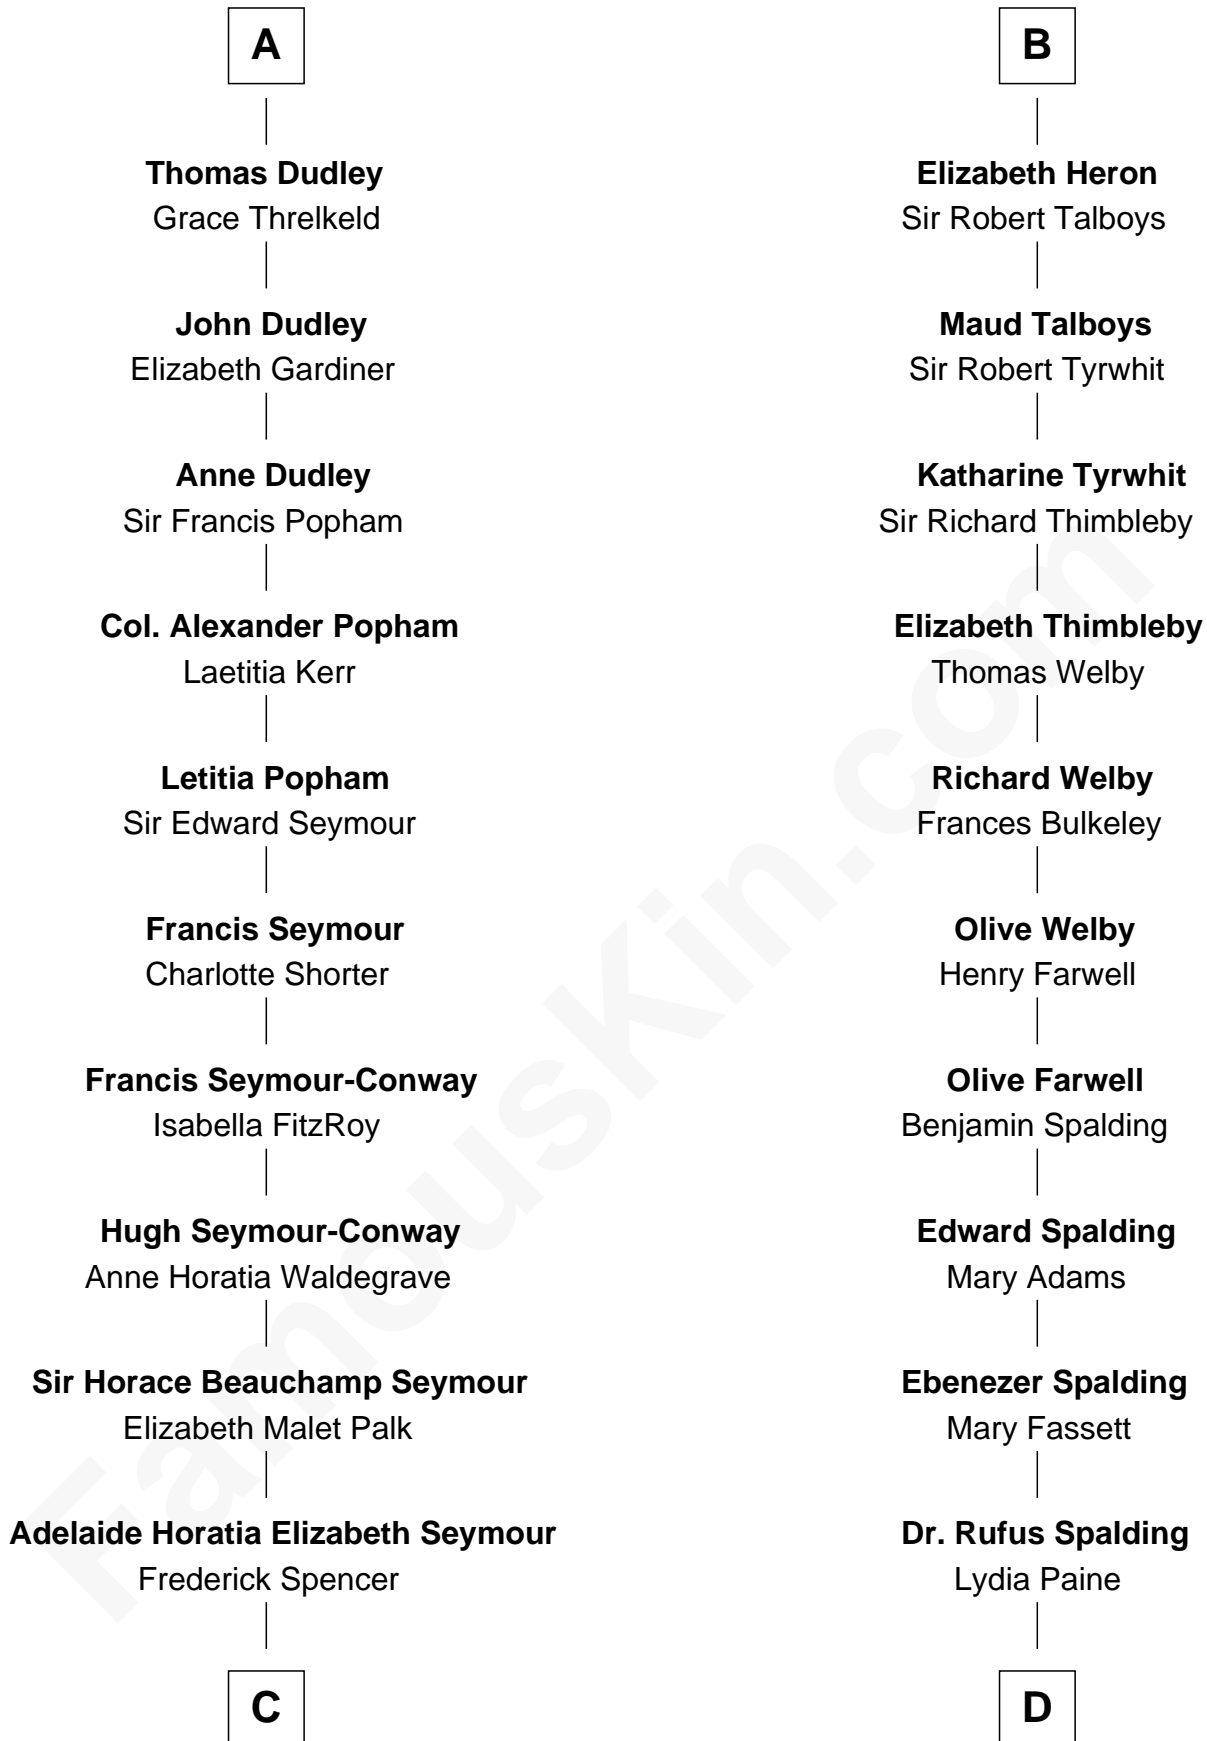 A
Thomas Dudley
Grace Threlkeld
John Dudley
Elizabeth Gardiner
Anne Dudley
Sir Francis Popham
Col. Alexander Popham
Laetitia Kerr
Letitia Popham
Sir Edward Seymour
Francis Seymour
Charlotte Shorter
Francis Seymour-Conway
Isabella FitzRoy
Hugh Seymour-Conway
Anne Horatia Waldegrave
Sir Horace Beauchamp Seymour
Elizabeth Malet Palk
Adelaide Horatia Elizabeth Seymour
Frederick Spencer
C
B
Elizabeth Heron
Sir Robert Talboys
Maud Talboys
Sir Robert Tyrwhit
Katharine Tyrwhit
Sir Richard Thimbleby
Elizabeth Thimbleby
Thomas Welby
Richard Welby
Frances Bulkeley
Olive Welby
Henry Farwell
Olive Farwell
Benjamin Spalding
Edward Spalding
Mary Adams
Ebenezer Spalding
Mary Fassett
Dr. Rufus Spalding
Lydia Paine
D
FamousKin.com